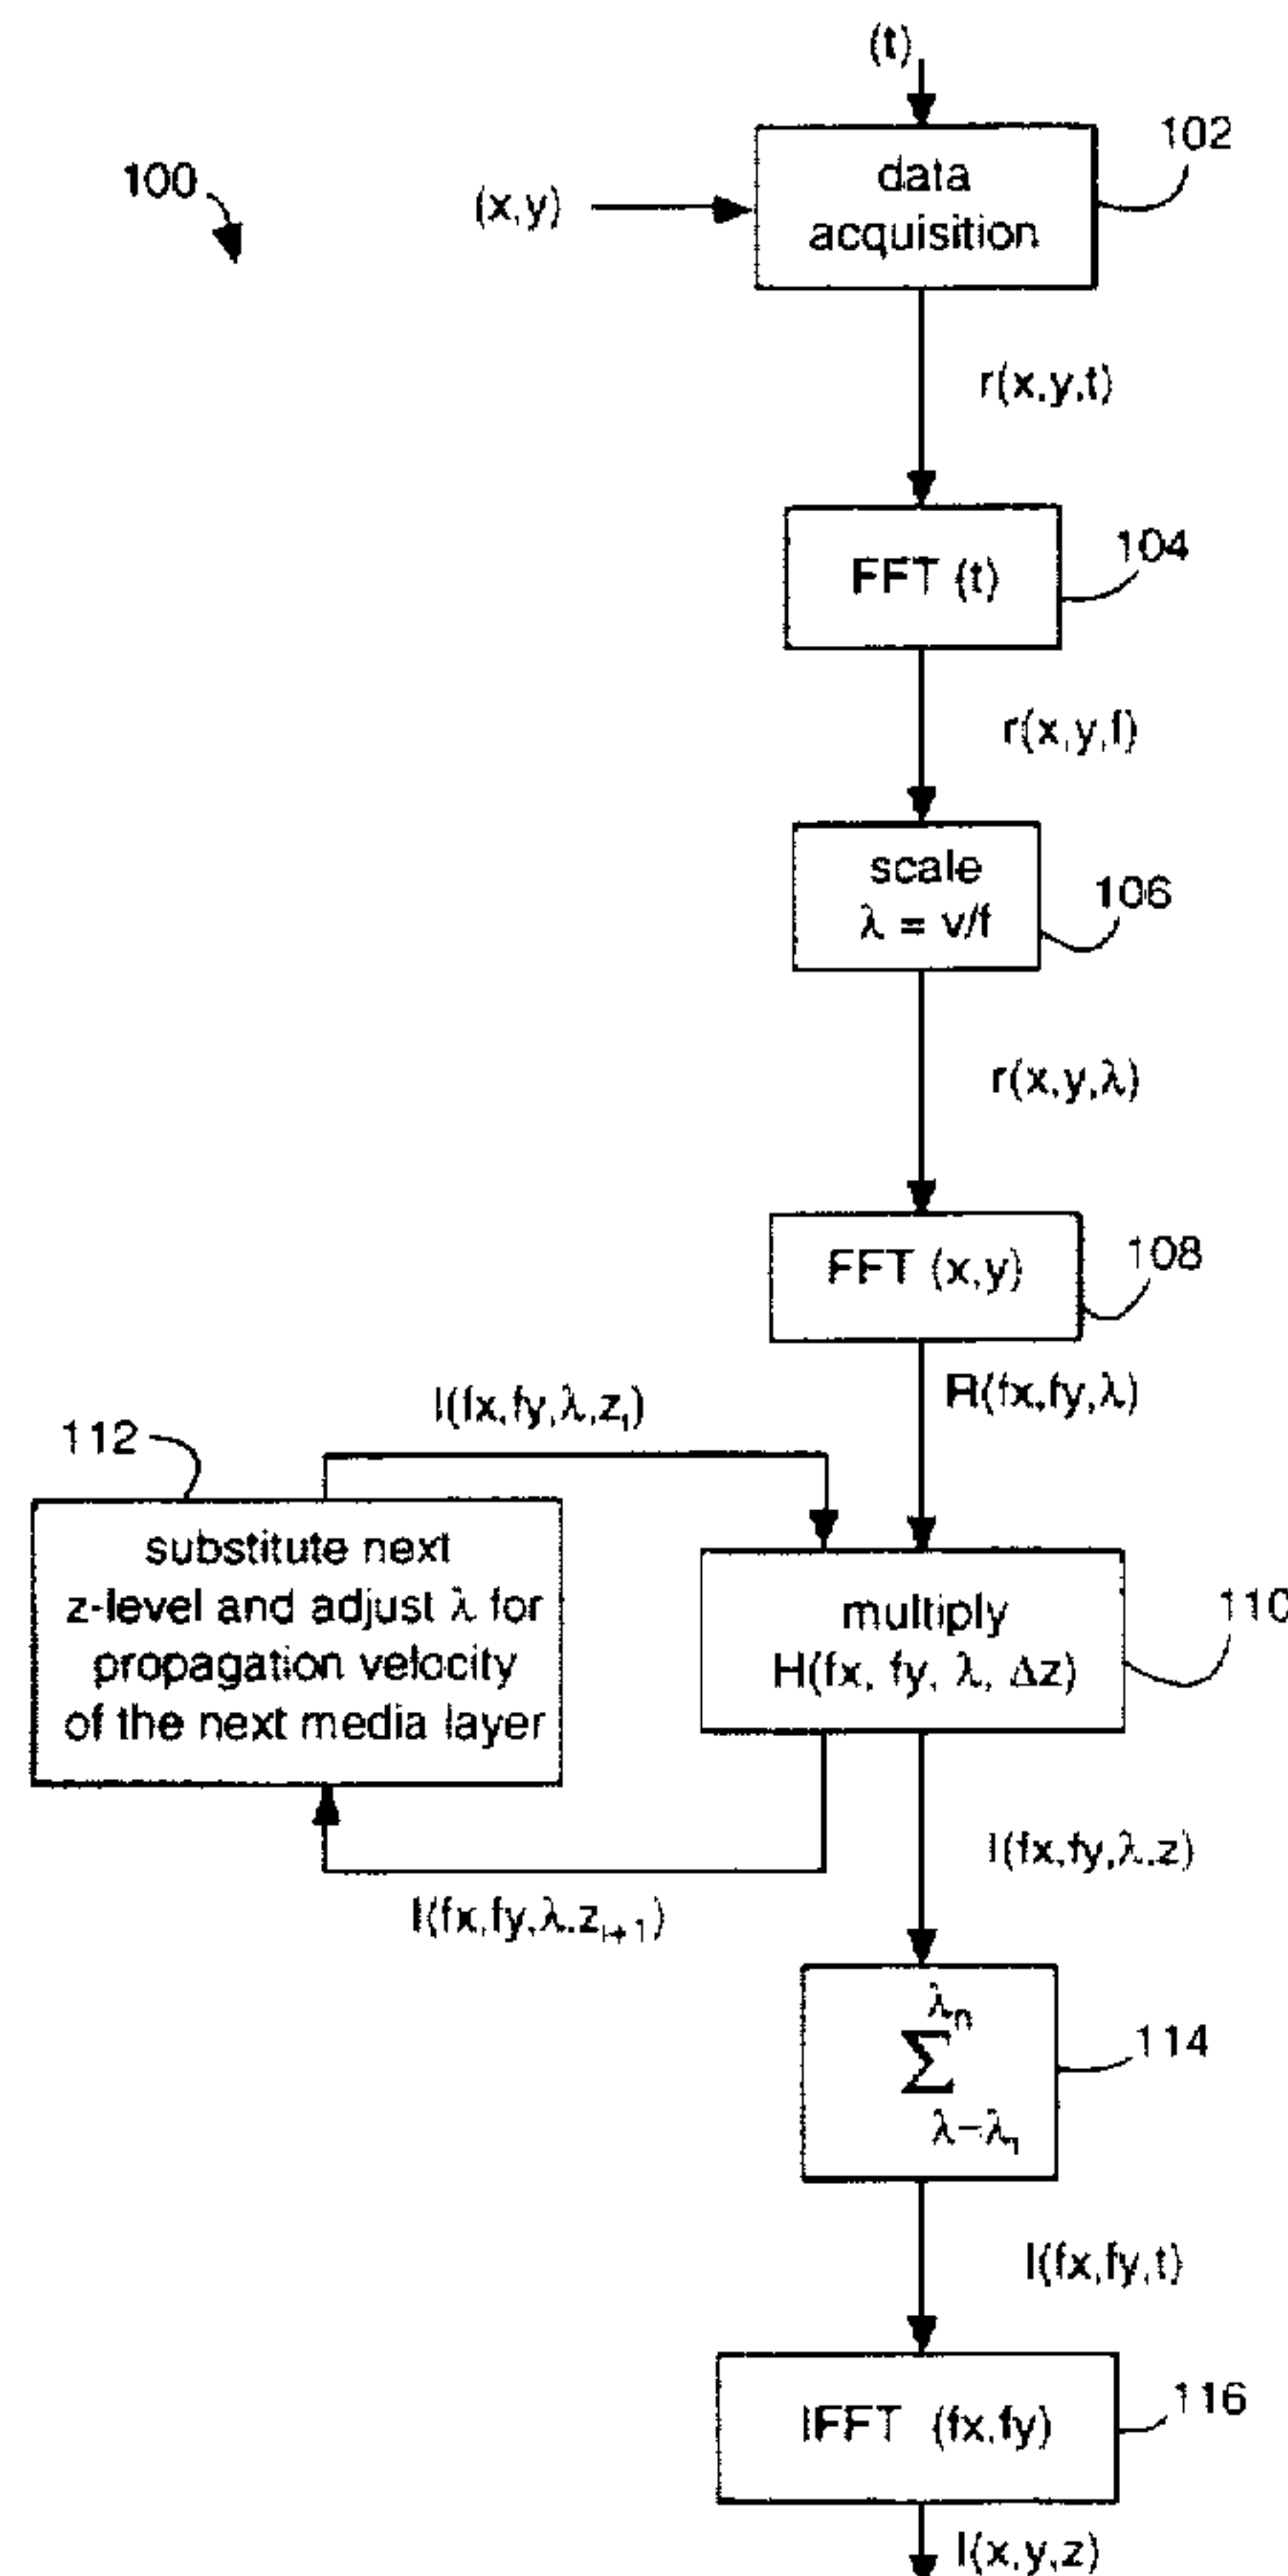 (t)
100
(x,y)
data
acquisition
102
r(x,y,t)
FFT (t)
104
r(x,y,f)
scale
λ = v/f
106
r(x,y,λ)
FFT (x,y)
108
R(fx,fy,λ)
I(fx,fy,λ,zᵢ)
112
substitute next
z-level and adjust λ for
propagation velocity
of the next media layer
multiply
H(fx, fy, λ, Δz)
110
I(fx,fy,λ,z)
I(fx,fy,λ,zᵢ₊₁)
λₙ
Σ
λ=λ₁
114
I(fx,fy,t)
IFFT (fx,fy)
116
I(x,y,z)